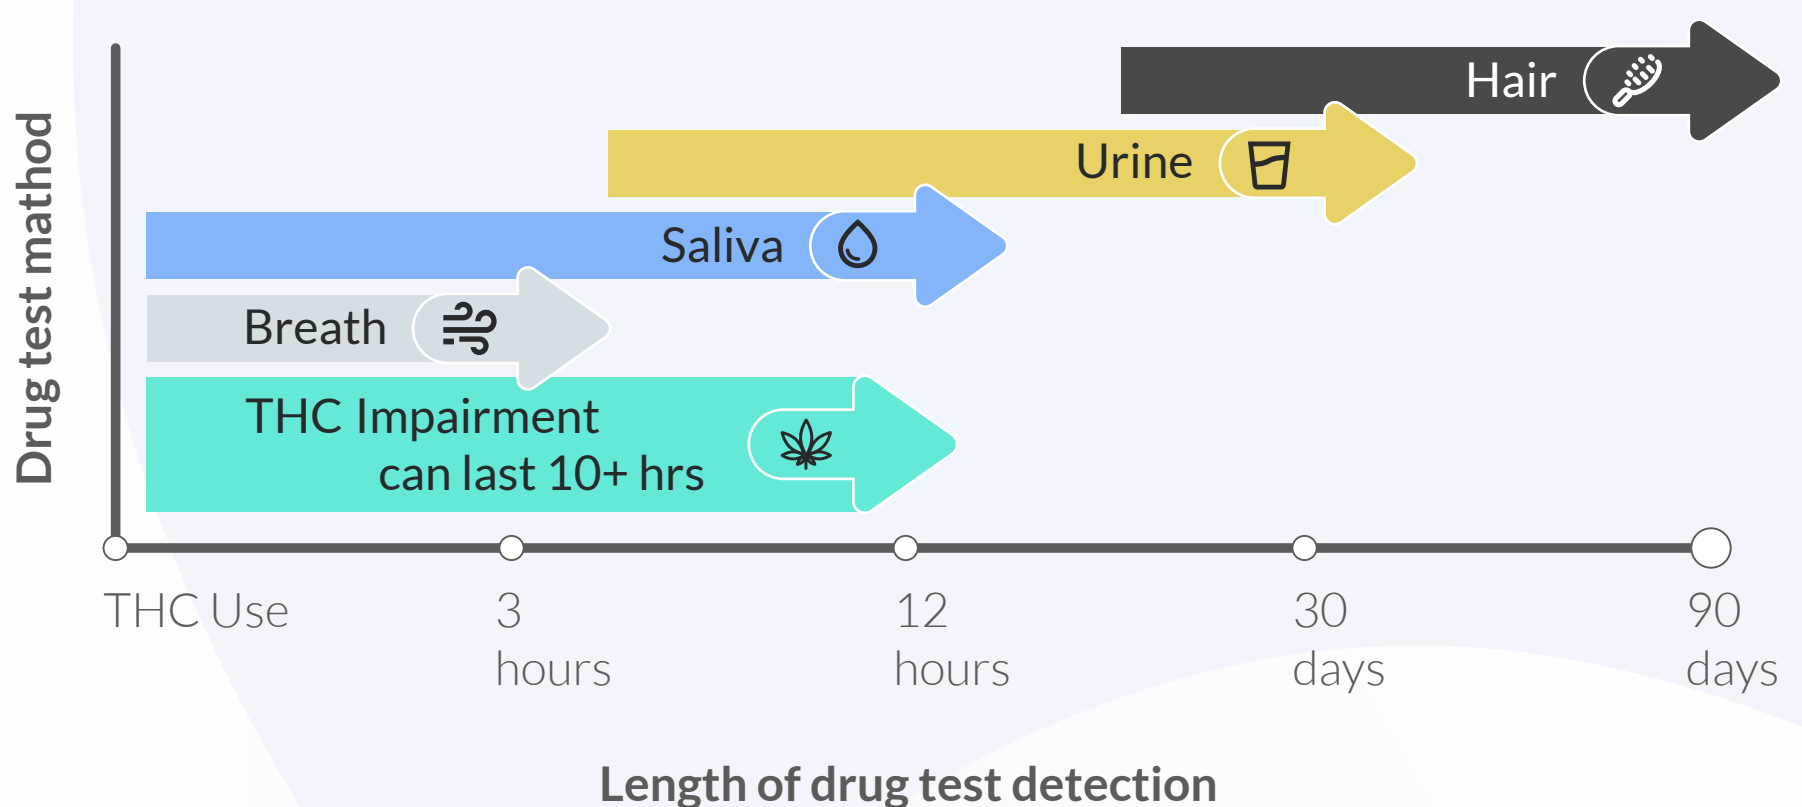 Drug test mathod
Hair
Urine
Saliva
Breath
THC Impairment
can last 10+ hrs
THC Use
3
hours
12
hours
30
days
90
days
Length of drug test detection